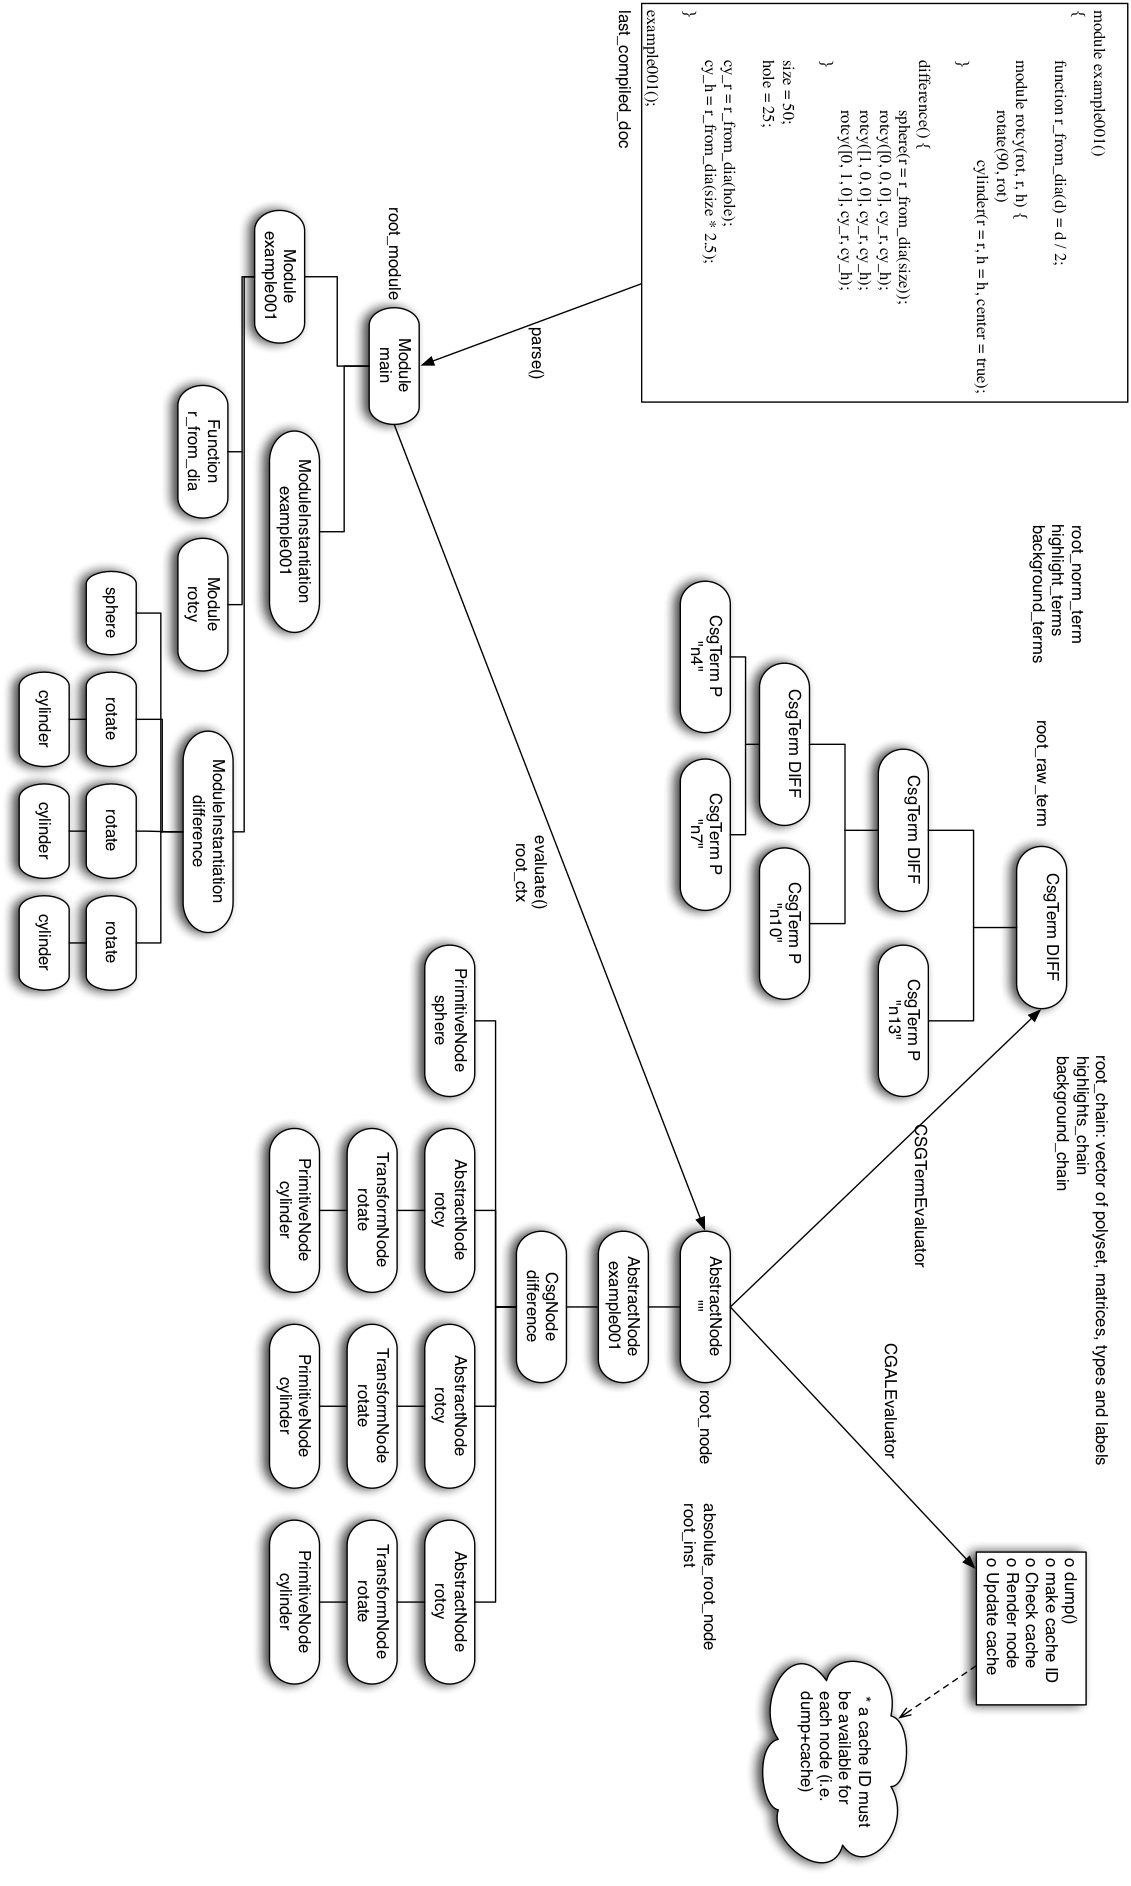 module example001()
{
function r_from_dia(d) = d / 2;
module rotcy(rot, r, h) {
rotate(90, rot)
cylinder(r = r, h = h, center = true);
}
difference() {
sphere(r = r_from_dia(size));
rotcy([0, 0, 0], cy_r, cy_h);
rotcy([1, 0, 0], cy_r, cy_h);
rotcy([0, 1, 0], cy_r, cy_h);
}
size = 50;
hole = 25;
cy_r = r_from_dia(hole);
cy_h = r_from_dia(size * 2.5);
}
example001();
last_compiled_doc
parse()
root_module
Module
main
Module
example001
ModuleInstantiation
example001
Function
r_from_dia
Module
rotcy
ModuleInstantiation
difference
sphere
rotate
rotate
rotate
cylinder
cylinder
cylinder
evaluate()
root_ctx
root_norm_term
highlight_terms
background_terms
root_raw_term
CsgTerm DIFF
CsgTerm DIFF
CsgTerm P
"n13"
CsgTerm DIFF
CsgTerm P
"n10"
CsgTerm P
"n4"
CsgTerm P
"n7"
root_chain: vector of polyset, matrices, types and labels
highlights_chain
background_chain
CSGTermEvaluator
CGALEvaluator
AbstractNode
""
root_node
absolute_root_node
root_inst
AbstractNode
example001
CsgNode
difference
PrimitiveNode
sphere
AbstractNode
rotcy
AbstractNode
rotcy
AbstractNode
rotcy
TransformNode
rotate
TransformNode
rotate
TransformNode
rotate
PrimitiveNode
cylinder
PrimitiveNode
cylinder
PrimitiveNode
cylinder
o dump()
o make cache ID
o Check cache
o Render node
o Update cache
* a cache ID must
be available for
each node (i.e.
dump+cache)